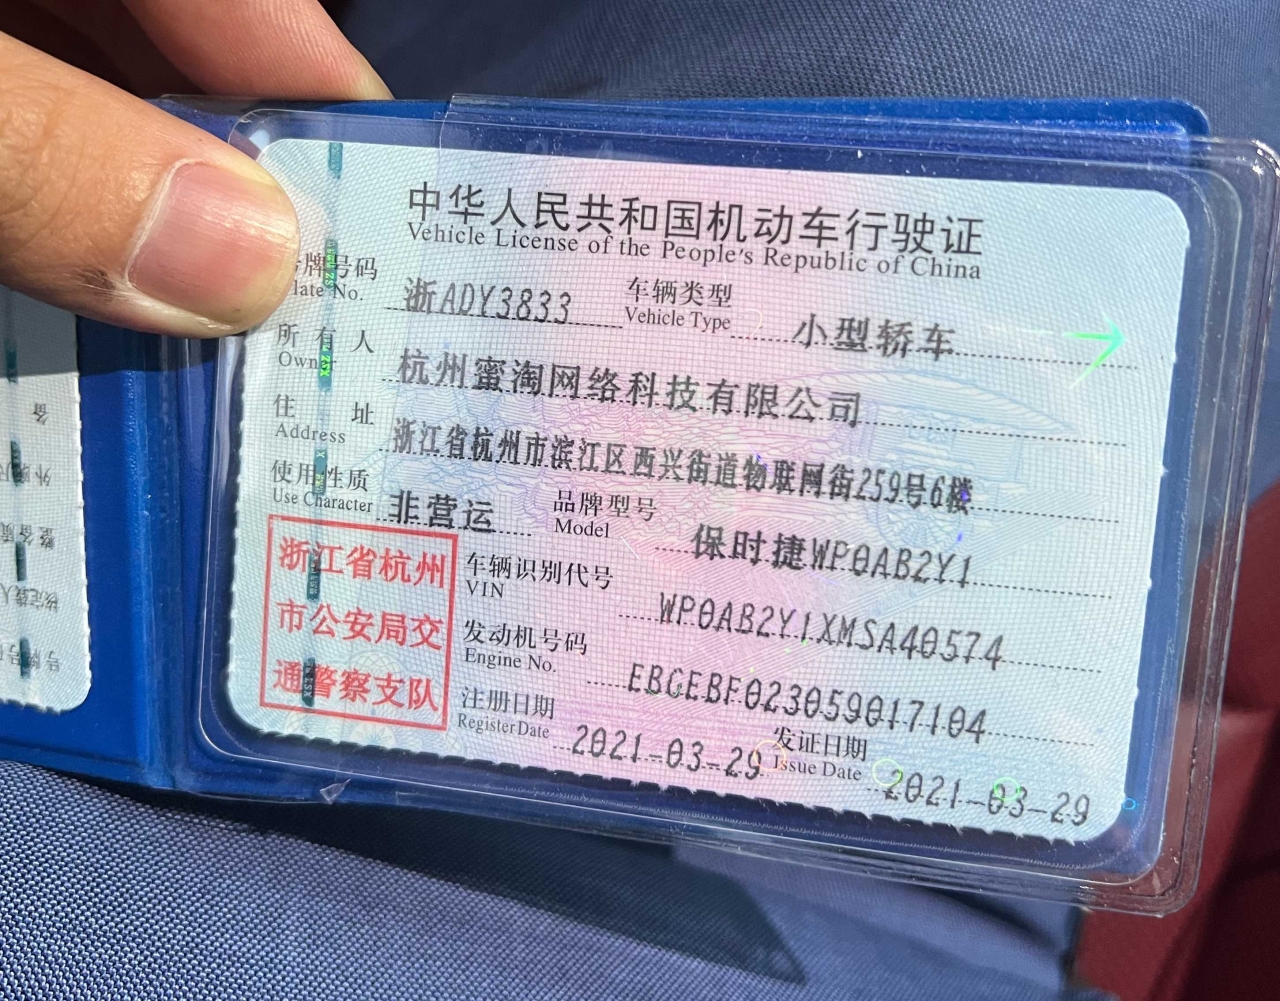 中华人民共和国机动车行驶证
Vehicle License of the People's Republic of China
号牌号码 浙ADY3833 车辆类型 小型轿车
late No. Vehicle Type
所有人 杭州蜜淘网络科技有限公司
Owner
住址 浙江省杭州市滨江区西兴街道物联网街259号6楼
Address
使用性质 非营运 品牌型号 保时捷WP0AB2Y1
Use Character Model
浙江省杭州
市公安局交
通警察支队
车辆识别代号 WP0AB2Y1XMSA40574
VIN
发动机号码 EBGEBF023059017104
Engine No.
注册日期 2021-03-29 发证日期 2021-03-29
Register Date Issue Date